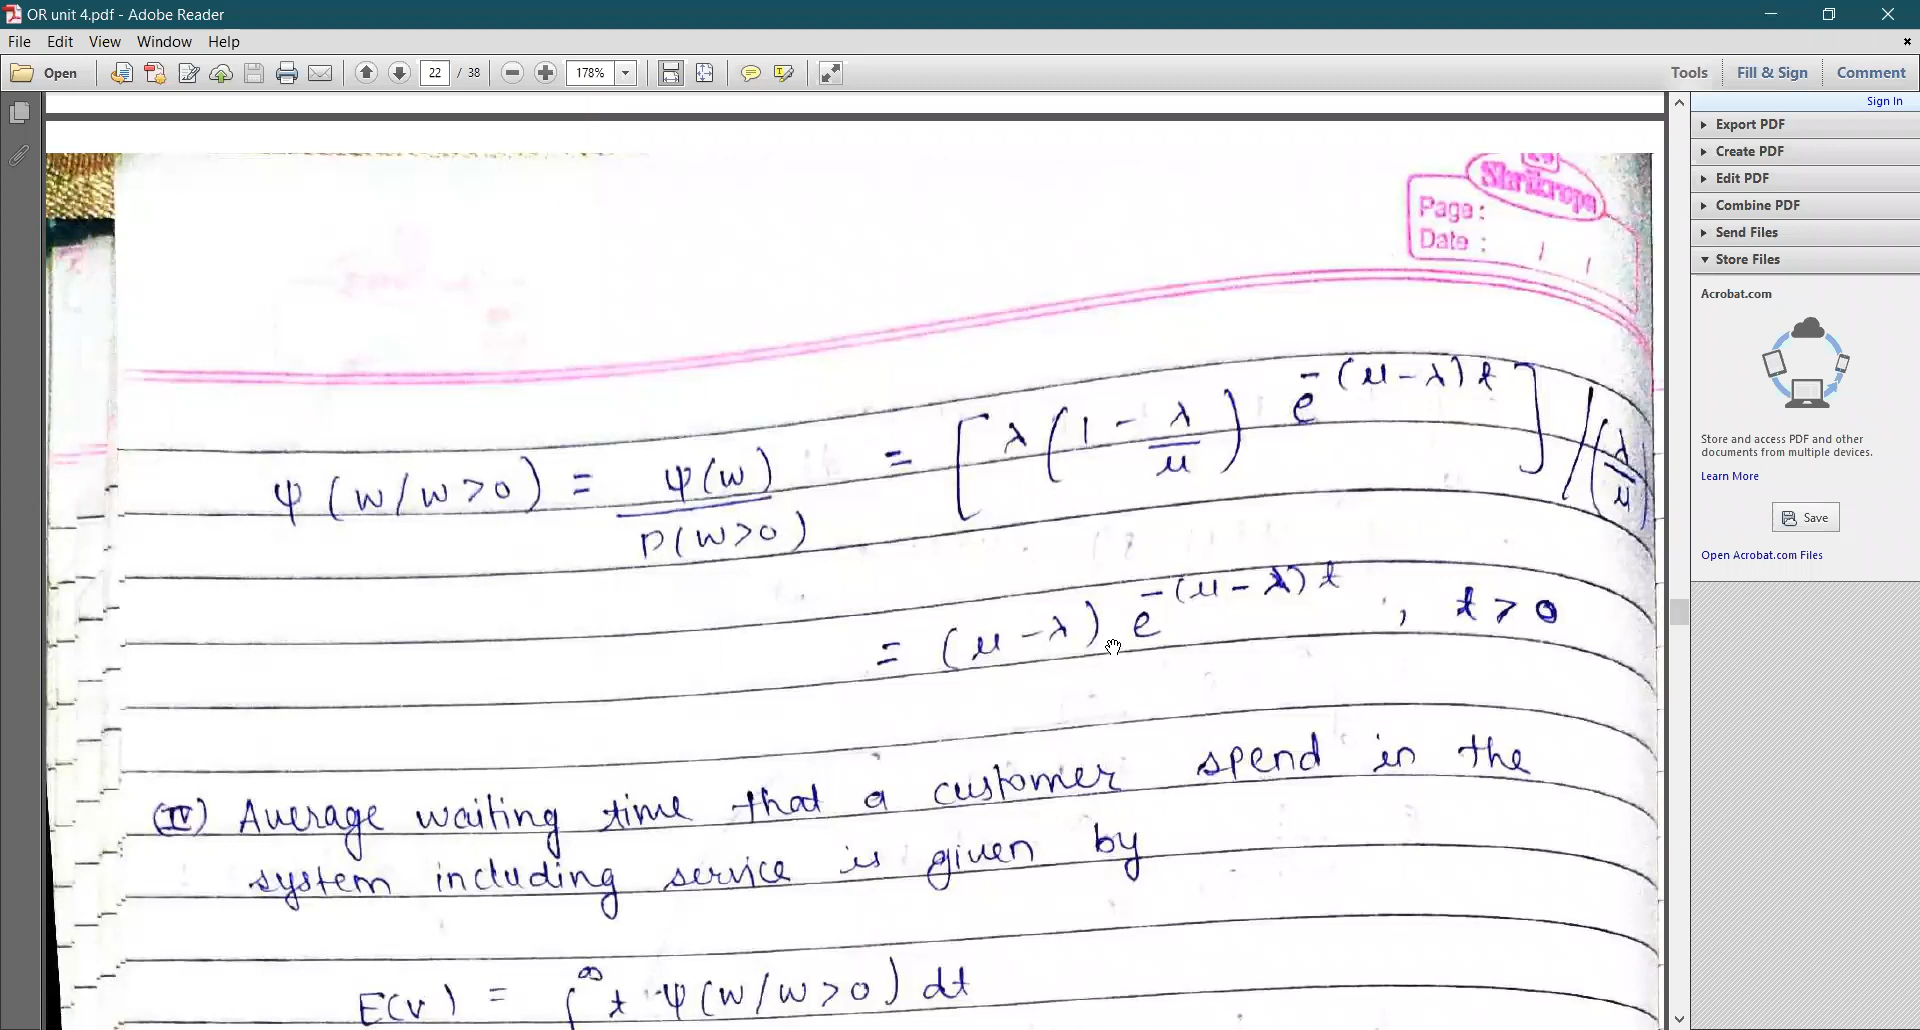 OR unit 4.pdf - Adobe Reader
File Edit View Window Help
Open 22 / 38 178% Tools Fill & Sign Comment
Sign In
Export PDF
Create PDF
Edit PDF
Combine PDF
Send Files
Store Files
Acrobat.com
Store and access PDF and other
documents from multiple devices.
Learn More
Save
Open Acrobat.com Files
Shrikrupa
Page :
Date : / /
ψ (w/w>0) = ψ(w) / P(w>0) = [λ(1 - λ/μ) e^-(μ-λ)t] / (λ/μ)
= (μ-λ) e^-(μ-λ)t , t>0
(IV) Average waiting time that a customer spend in the
system including service is given by
E(v) = ∫^∞ t ψ(w/w>0) dt